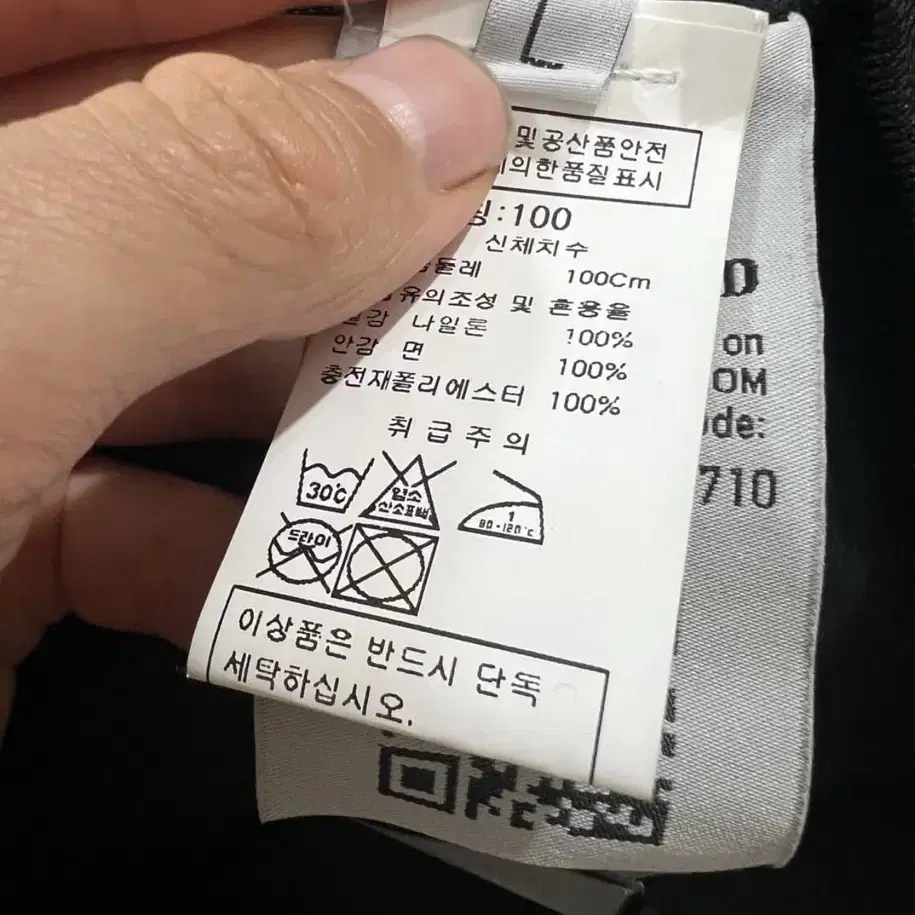 및공산품안전
의한품질표시
:100
신체치수
둘레 100Cm
유의조성 및 혼용율
겉감 나일론 100%
안감 면 100%
충전재폴리에스터 100%
취급주의
30℃
염소
산소표백
1
80-120℃
드라이
이상품은 반드시 단독
세탁하십시오.
on
OM
ode:
710